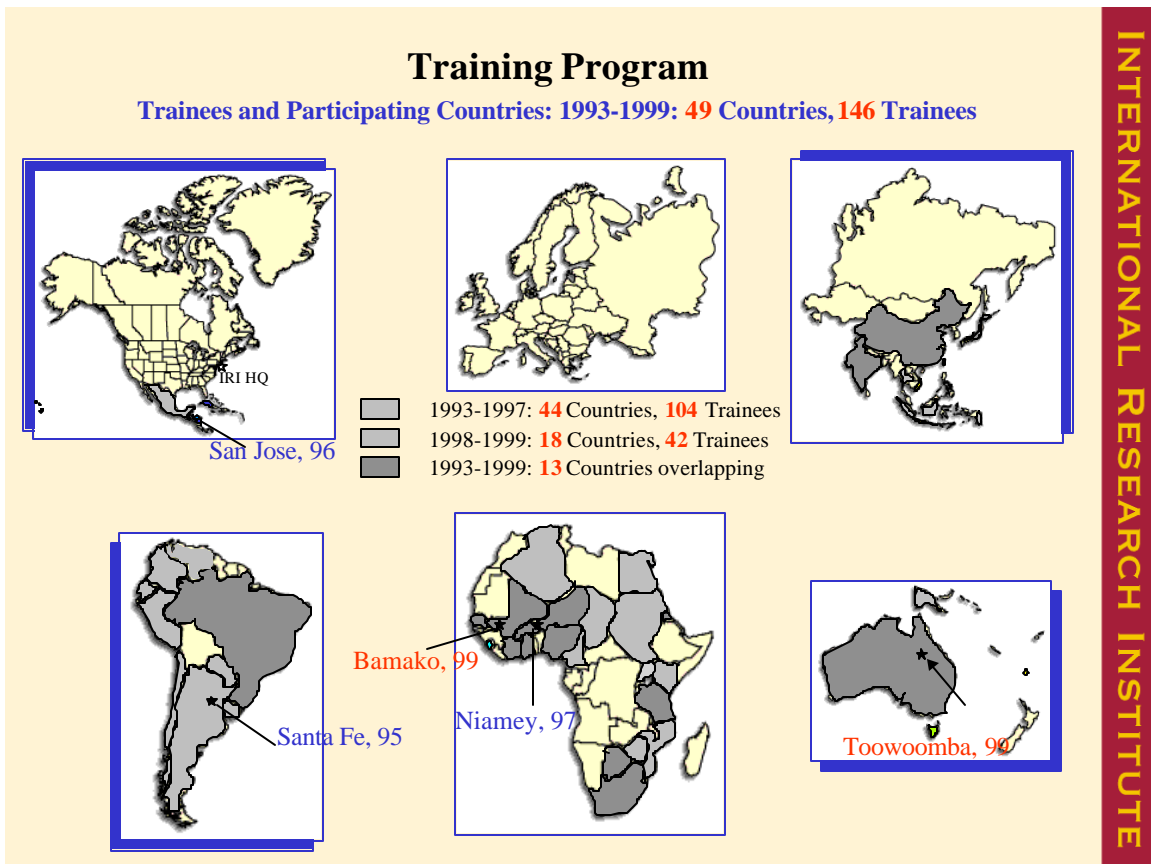 Training Program
Trainees and Participating Countries: 1993-1999: 49 Countries, 146 Trainees
IRI HQ
San Jose, 96
1993-1997: 44 Countries, 104 Trainees
1998-1999: 18 Countries, 42 Trainees
1993-1999: 13 Countries overlapping
Bamako, 99
Niamey, 97
Santa Fe, 95
Toowoomba, 99
INTERNATIONAL RESEARCH INSTITUTE